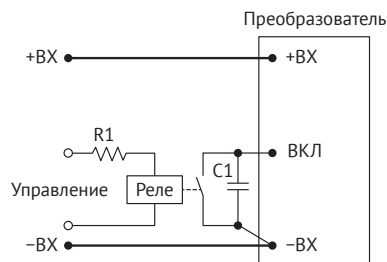 Преобразователь
+ВХ
+ВХ
R1
ВКЛ
C1
Управление
Реле
−ВХ
−ВХ